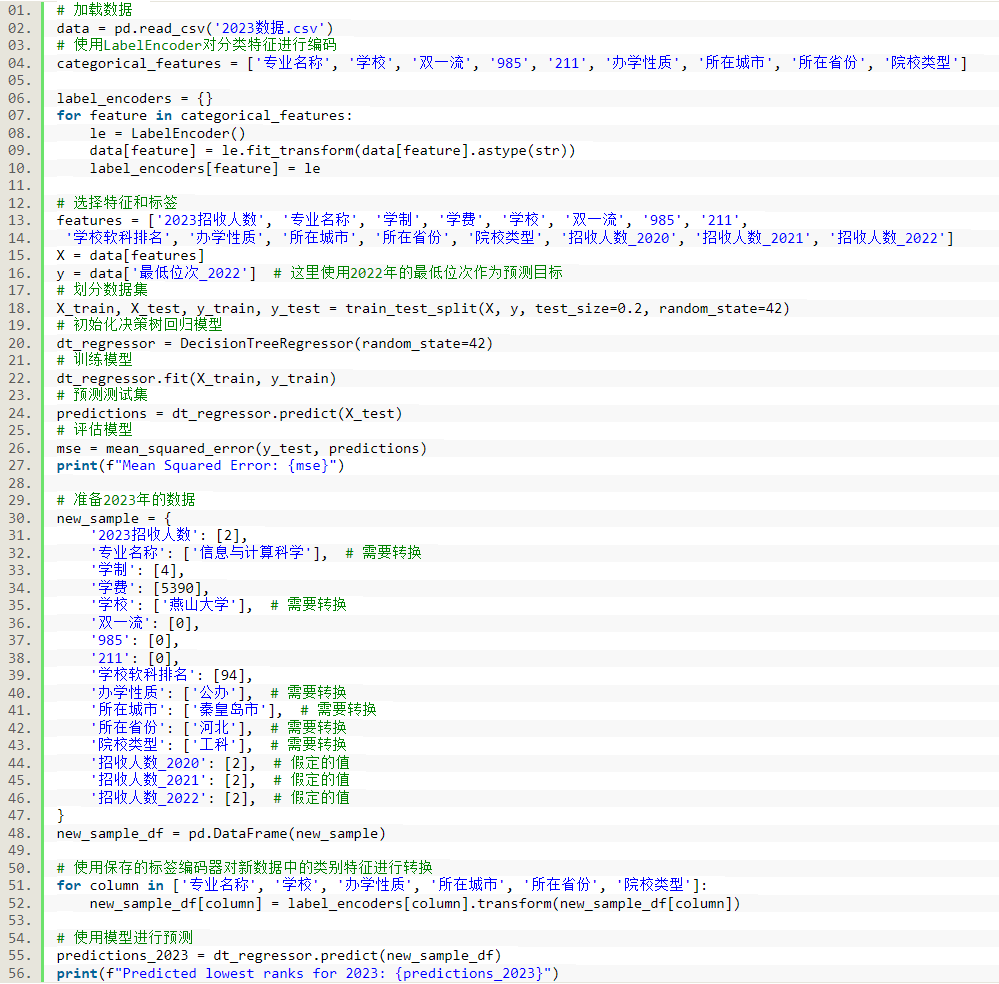 01. # 加载数据
02. data = pd.read_csv('2023数据.csv')
03. # 使用LabelEncoder对分类特征进行编码
04. categorical_features = ['专业名称', '学校', '双一流', '985', '211', '办学性质', '所在城市', '所在省份', '院校类型']
05.
06. label_encoders = {}
07. for feature in categorical_features:
08.     le = LabelEncoder()
09.     data[feature] = le.fit_transform(data[feature].astype(str))
10.     label_encoders[feature] = le
11.
12. # 选择特征和标签
13. features = ['2023招收人数', '专业名称', '学制', '学费', '学校', '双一流', '985', '211',
14.  '学校软科排名', '办学性质', '所在城市', '所在省份', '院校类型', '招收人数_2020', '招收人数_2021', '招收人数_2022']
15. X = data[features]
16. y = data['最低位次_2022']  # 这里使用2022年的最低位次作为预测目标
17. # 划分数据集
18. X_train, X_test, y_train, y_test = train_test_split(X, y, test_size=0.2, random_state=42)
19. # 初始化决策树回归模型
20. dt_regressor = DecisionTreeRegressor(random_state=42)
21. # 训练模型
22. dt_regressor.fit(X_train, y_train)
23. # 预测测试集
24. predictions = dt_regressor.predict(X_test)
25. # 评估模型
26. mse = mean_squared_error(y_test, predictions)
27. print(f"Mean Squared Error: {mse}")
28.
29. # 准备2023年的数据
30. new_sample = {
31.     '2023招收人数': [2],
32.     '专业名称': ['信息与计算科学'],  # 需要转换
33.     '学制': [4],
34.     '学费': [5390],
35.     '学校': ['燕山大学'],  # 需要转换
36.     '双一流': [0],
37.     '985': [0],
38.     '211': [0],
39.     '学校软科排名': [94],
40.     '办学性质': ['公办'],  # 需要转换
41.     '所在城市': ['秦皇岛市'],  # 需要转换
42.     '所在省份': ['河北'],  # 需要转换
43.     '院校类型': ['工科'],  # 需要转换
44.     '招收人数_2020': [2],  # 假定的值
45.     '招收人数_2021': [2],  # 假定的值
46.     '招收人数_2022': [2],  # 假定的值
47. }
48. new_sample_df = pd.DataFrame(new_sample)
49.
50. # 使用保存的标签编码器对新数据中的类别特征进行转换
51. for column in ['专业名称', '学校', '办学性质', '所在城市', '所在省份', '院校类型']:
52.     new_sample_df[column] = label_encoders[column].transform(new_sample_df[column])
53.
54. # 使用模型进行预测
55. predictions_2023 = dt_regressor.predict(new_sample_df)
56. print(f"Predicted lowest ranks for 2023: {predictions_2023}")